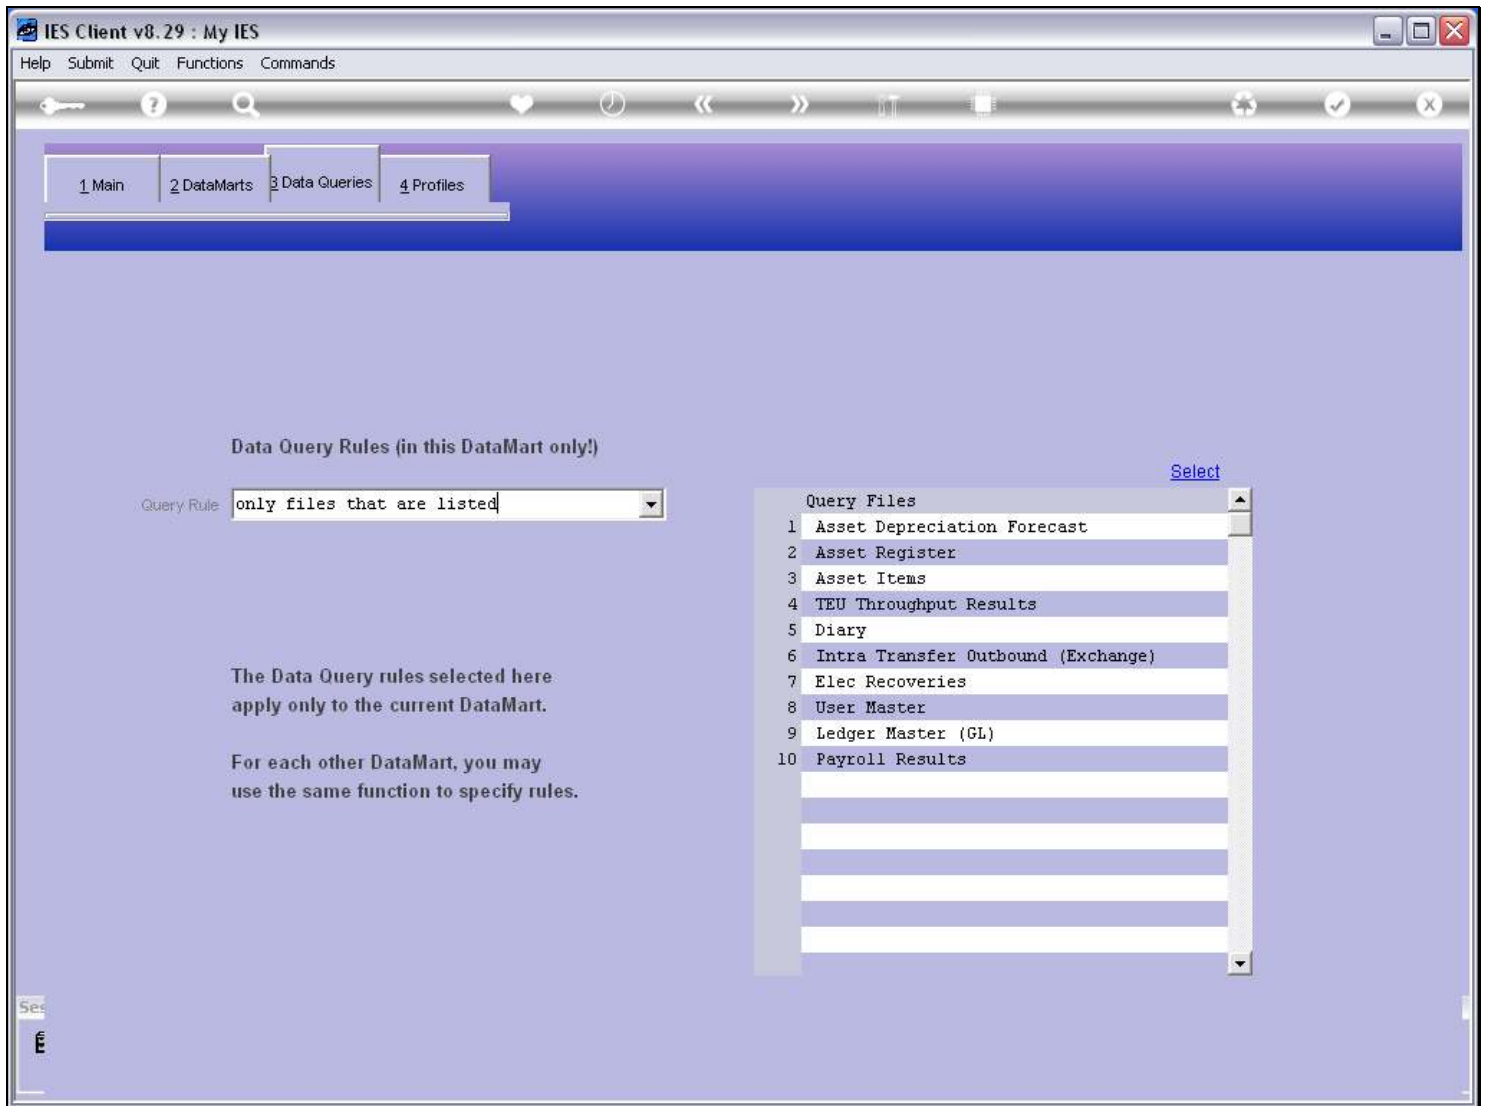 IES Client v8.29 : My IES
Help Submit Quit Functions Commands
1 Main 2 DataMarts 3 Data Queries 4 Profiles
Data Query Rules (in this DataMart only!)
Select
Query Rule only files that are listed
Query Files
1 Asset Depreciation Forecast
2 Asset Register
3 Asset Items
4 TEU Throughput Results
5 Diary
6 Intra Transfer Outbound (Exchange)
7 Elec Recoveries
8 User Master
9 Ledger Master (GL)
10 Payroll Results
The Data Query rules selected here
apply only to the current DataMart.
For each other DataMart, you may
use the same function to specify rules.